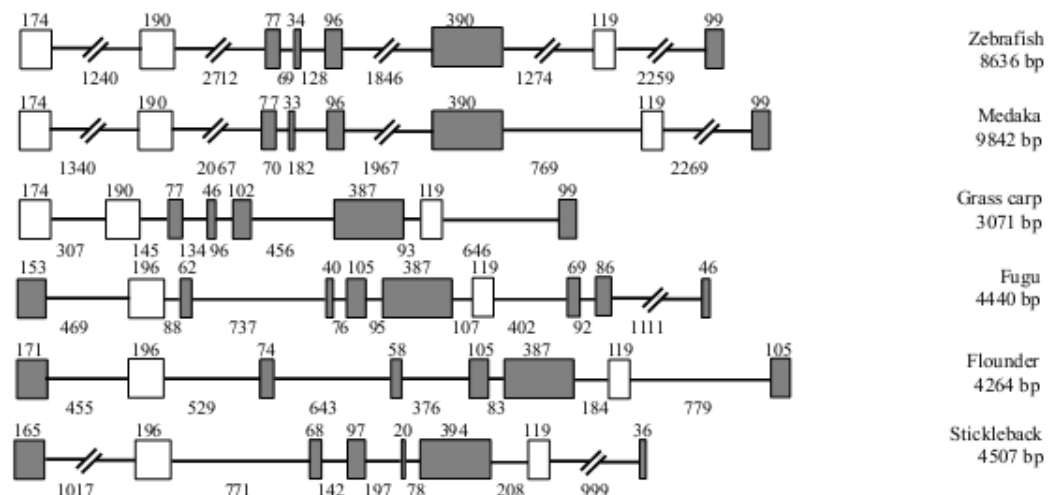 174 190 77 34 96 390 119 99
Zebrafish
1240 2712 69 128 1846 1274 2259
8636 bp
174 190 77 33 96 390 119 99
Medaka
9842 bp
1340 2067 70 182 1967 769 2269
174 190 77 46 102 387 119 99
Grass carp
3071 bp
307 145 134 96 456 93 646
153 196 62 40 105 387 119 69 86 46
Fugu
4440 bp
469 88 737 76 95 107 402 92 1111
171 196 74 58 105 387 119 105
Flounder
4264 bp
455 529 643 376 83 184 779
165 196 68 97 20 394 119 36
Stickleback
4507 bp
1017 771 142 197 78 208 999